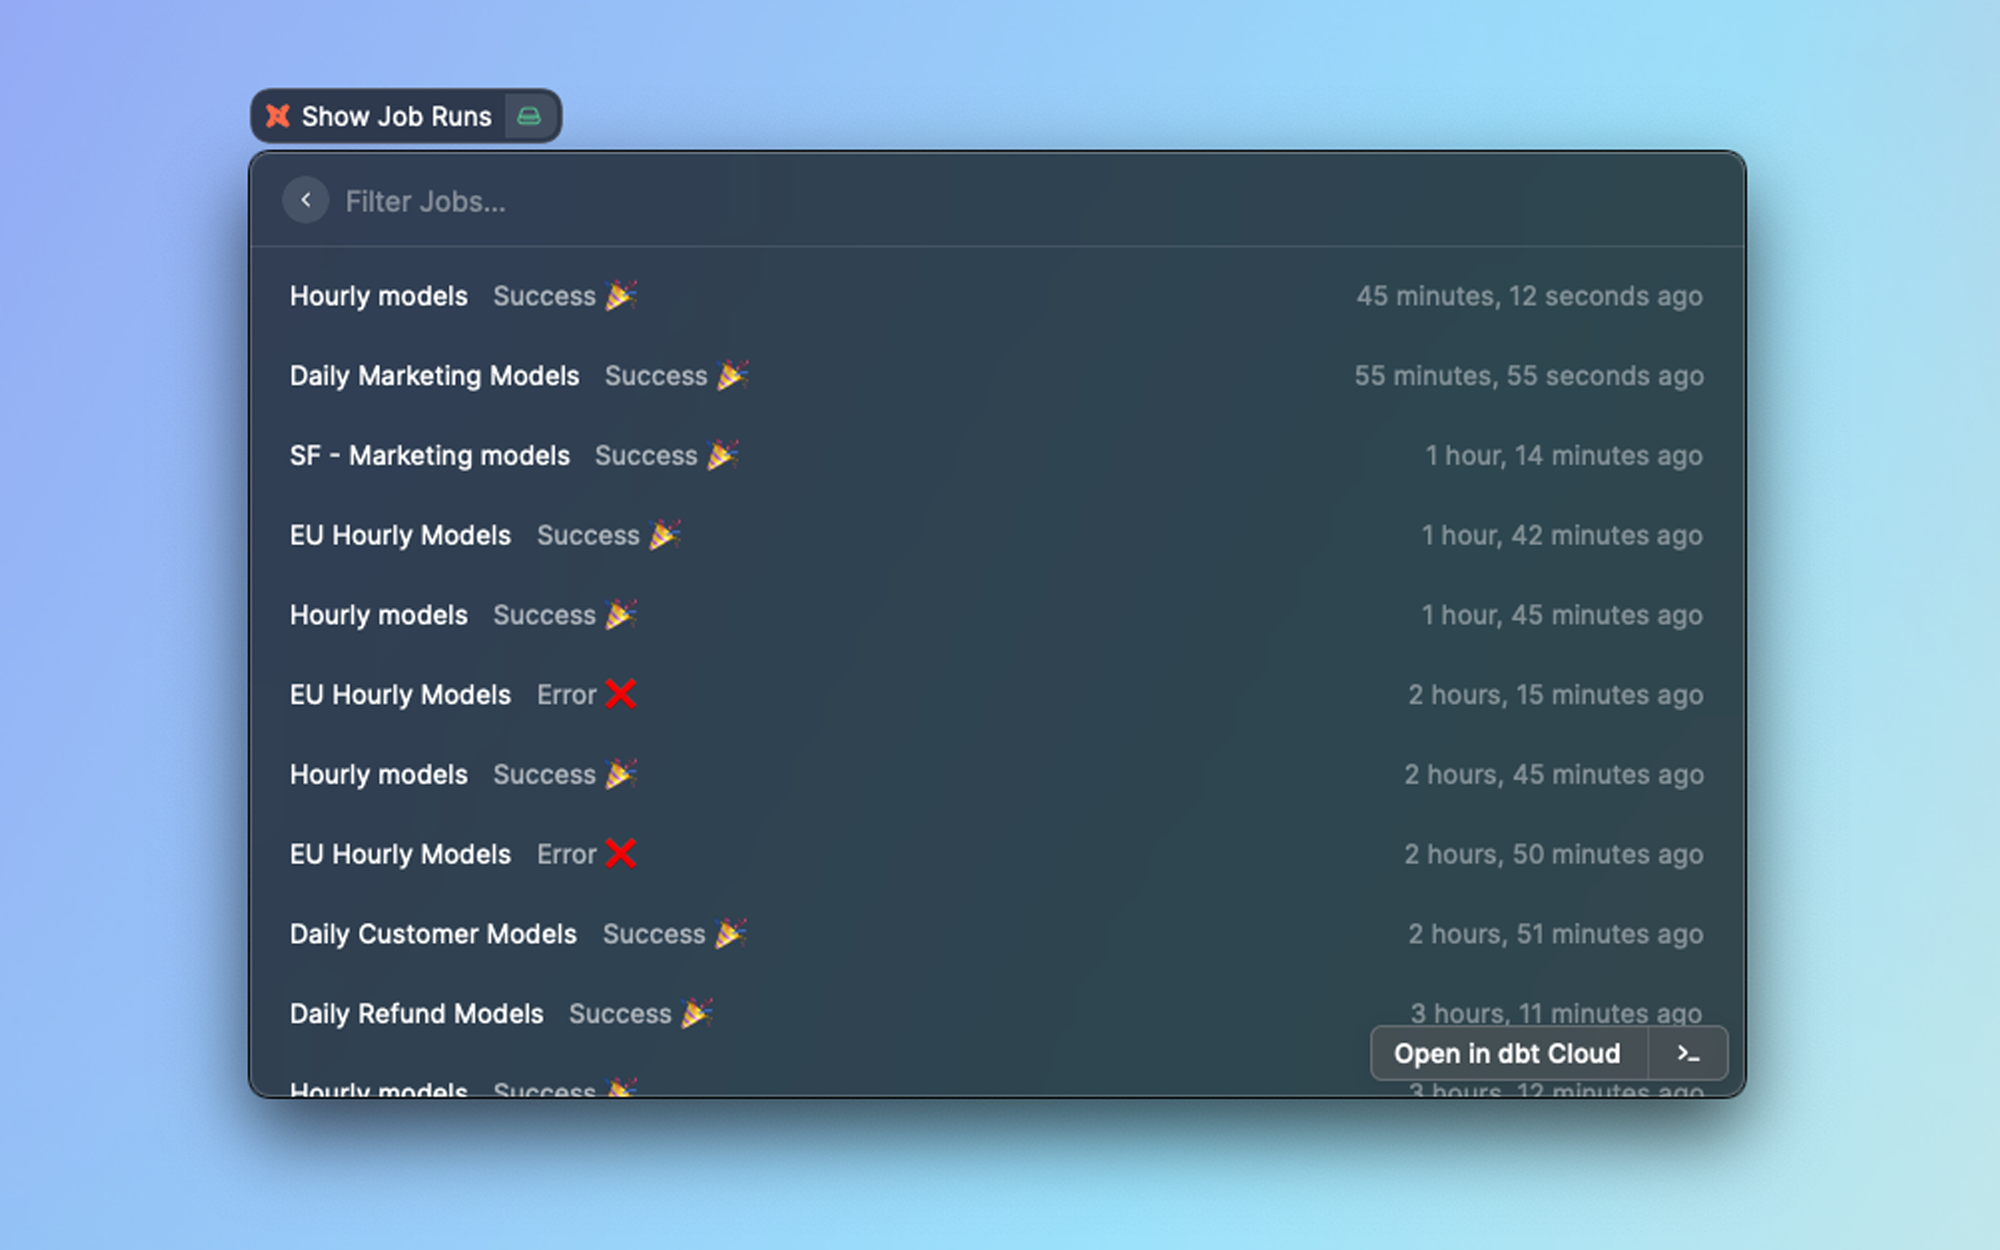 Show Job Runs
Filter Jobs...
Hourly models Success 🎉 45 minutes, 12 seconds ago
Daily Marketing Models Success 🎉 55 minutes, 55 seconds ago
SF - Marketing models Success 🎉 1 hour, 14 minutes ago
EU Hourly Models Success 🎉 1 hour, 42 minutes ago
Hourly models Success 🎉 1 hour, 45 minutes ago
EU Hourly Models Error ❌ 2 hours, 15 minutes ago
Hourly models Success 🎉 2 hours, 45 minutes ago
EU Hourly Models Error ❌ 2 hours, 50 minutes ago
Daily Customer Models Success 🎉 2 hours, 51 minutes ago
Daily Refund Models Success 🎉 3 hours, 11 minutes ago
Open in dbt Cloud >_
Hourly models Success 🎉 3 hours, 12 minutes ago